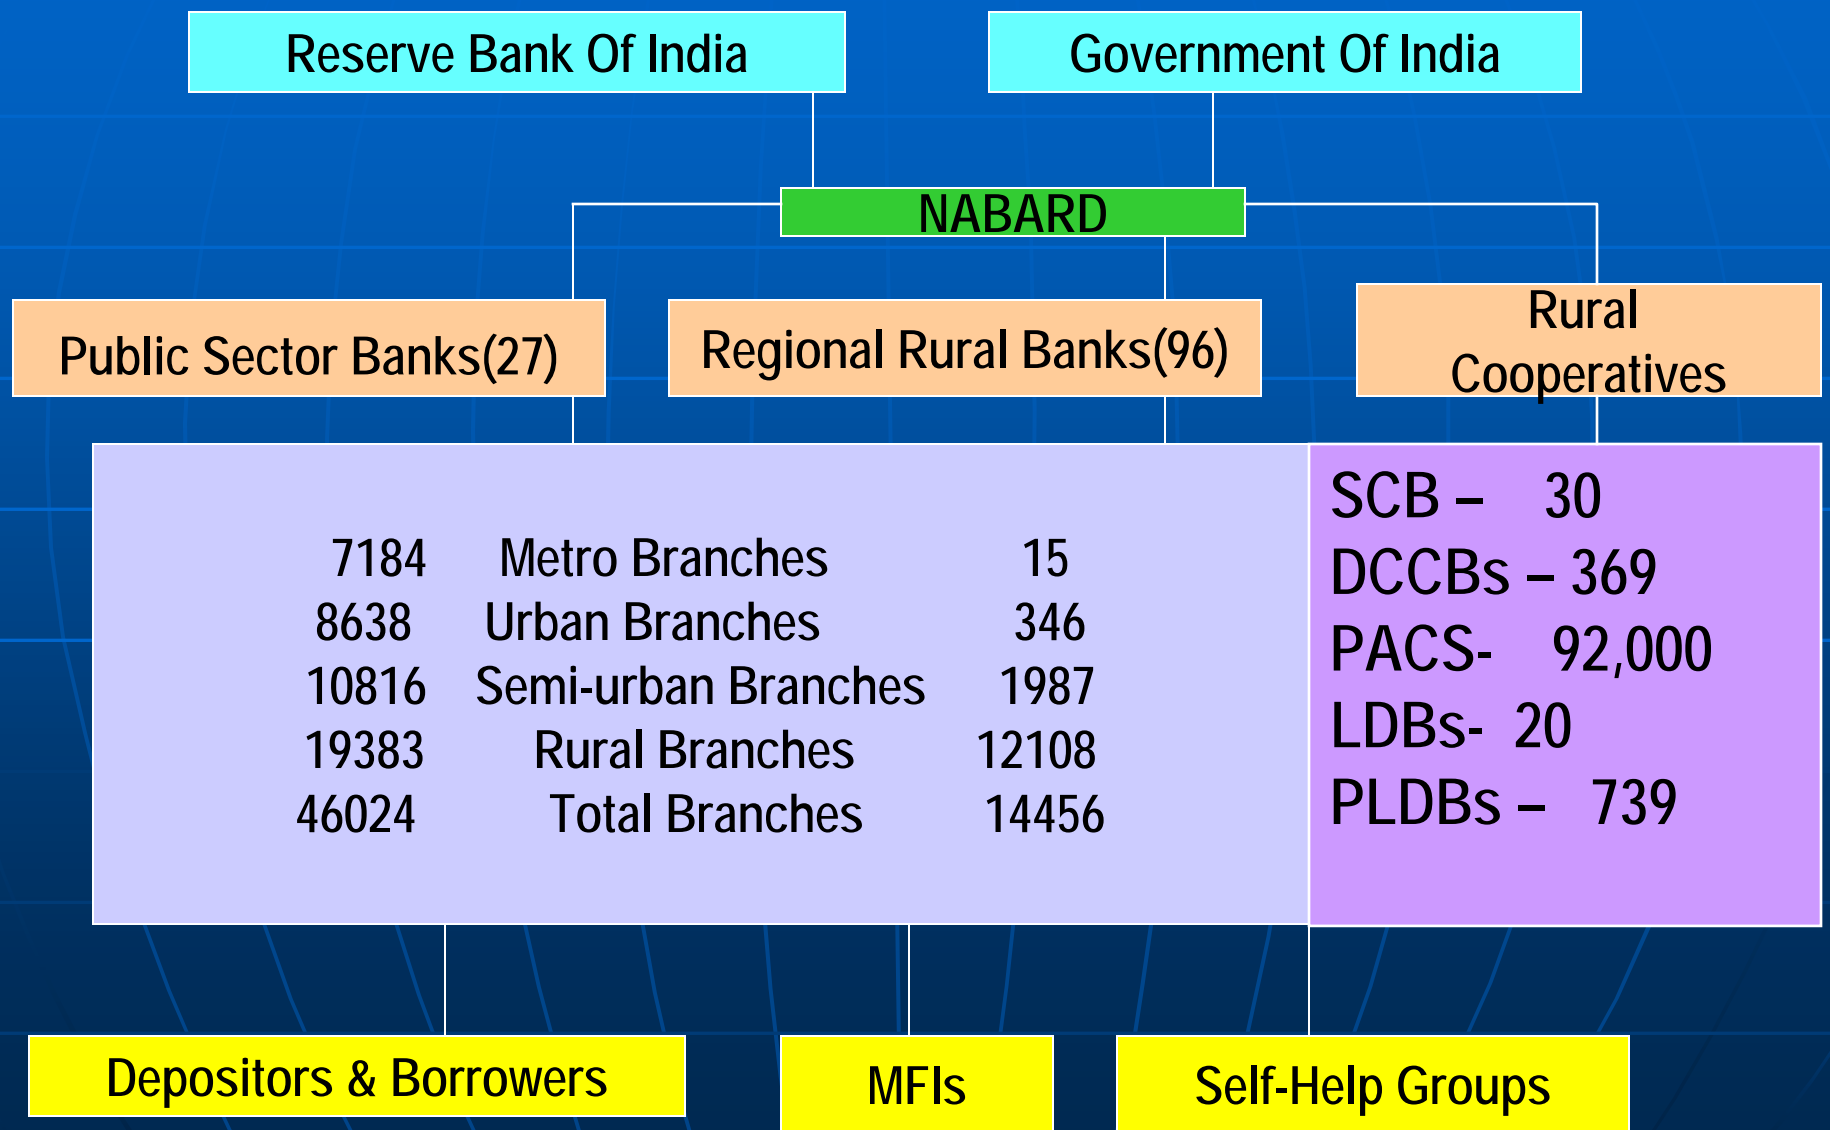 Reserve Bank Of India
Government Of India
NABARD
Public Sector Banks(27)
Regional Rural Banks(96)
Rural
Cooperatives
7184 Metro Branches 15
8638 Urban Branches 346
10816 Semi-urban Branches 1987
19383 Rural Branches 12108
46024 Total Branches 14456
SCB – 30
DCCBs – 369
PACS- 92,000
LDBs- 20
PLDBs – 739
Depositors & Borrowers
MFIs
Self-Help Groups